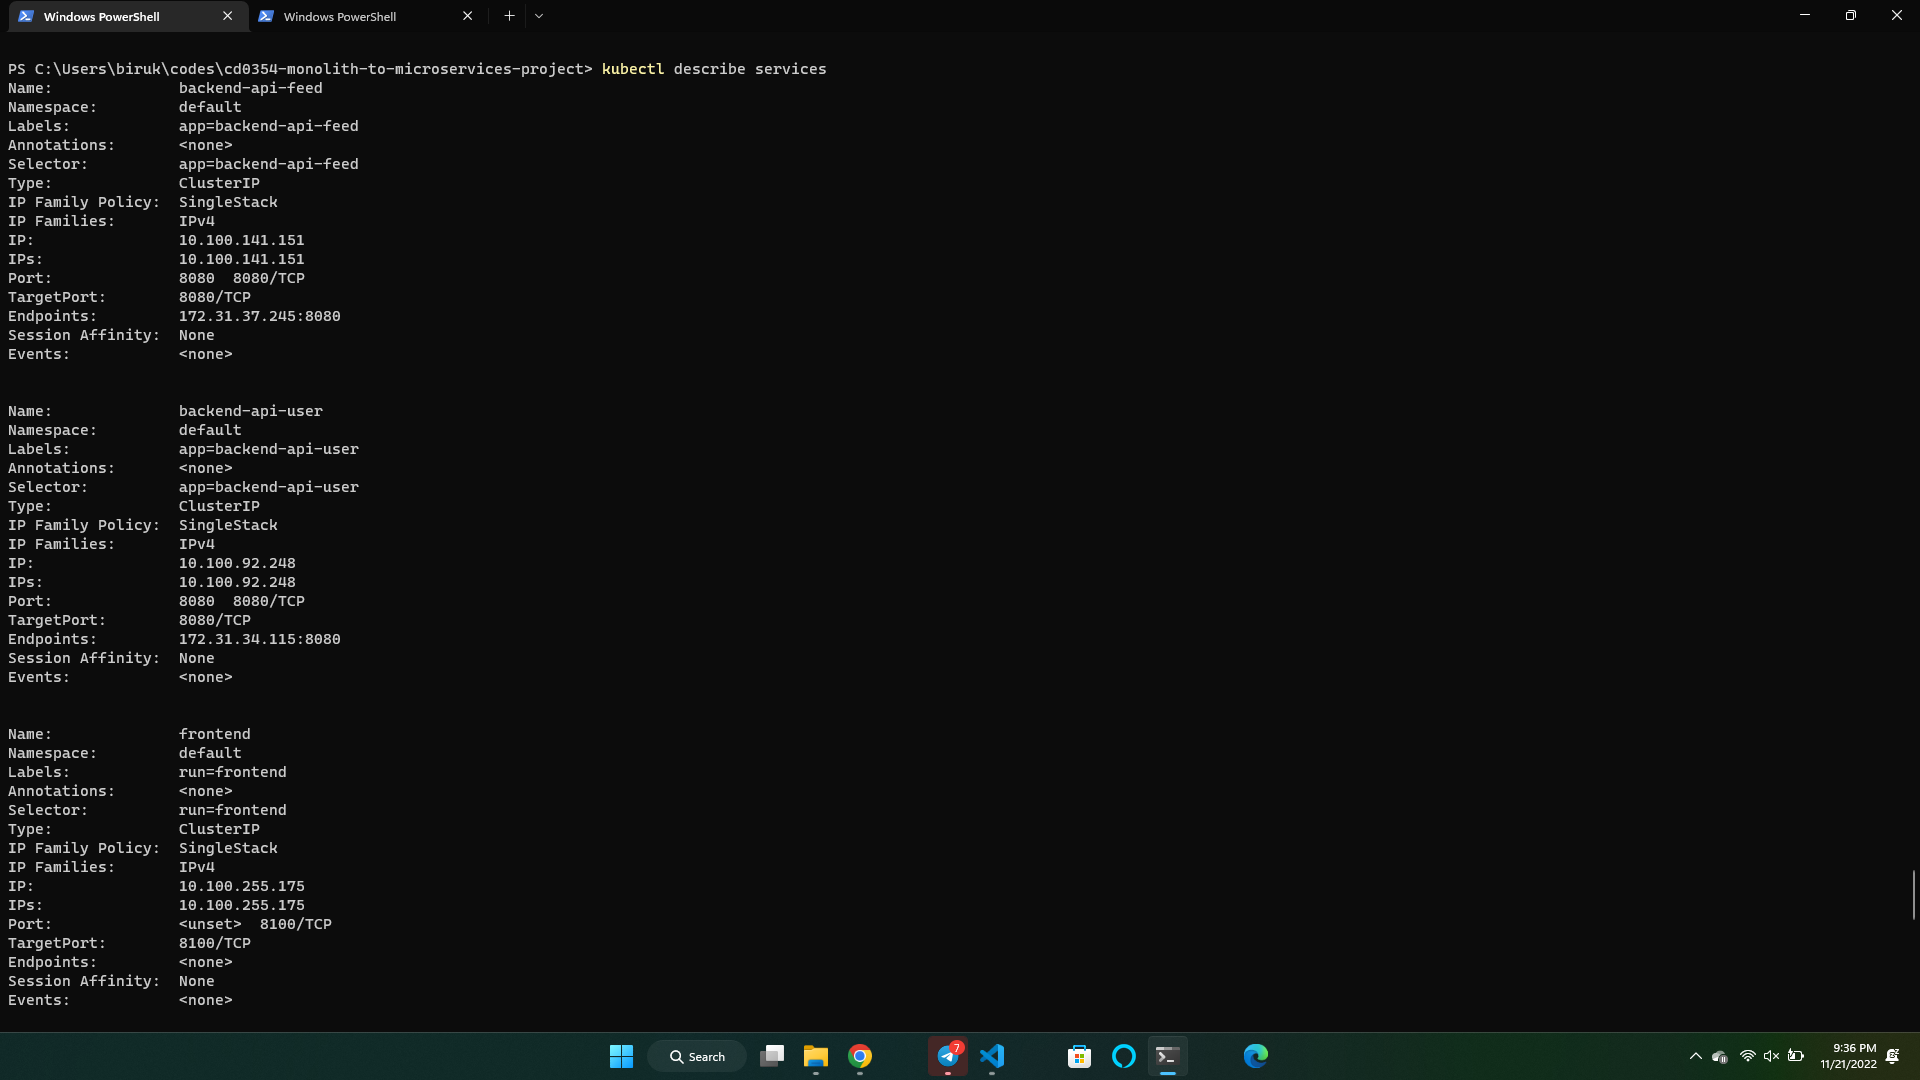 Windows PowerShell
Windows PowerShell
PS C:\Users\biruk\codes\cd0354-monolith-to-microservices-project> kubectl describe services
Name:              backend-api-feed
Namespace:         default
Labels:            app=backend-api-feed
Annotations:       <none>
Selector:          app=backend-api-feed
Type:              ClusterIP
IP Family Policy:  SingleStack
IP Families:       IPv4
IP:                10.100.141.151
IPs:               10.100.141.151
Port:              8080  8080/TCP
TargetPort:        8080/TCP
Endpoints:         172.31.37.245:8080
Session Affinity:  None
Events:            <none>
Name:              backend-api-user
Namespace:         default
Labels:            app=backend-api-user
Annotations:       <none>
Selector:          app=backend-api-user
Type:              ClusterIP
IP Family Policy:  SingleStack
IP Families:       IPv4
IP:                10.100.92.248
IPs:               10.100.92.248
Port:              8080  8080/TCP
TargetPort:        8080/TCP
Endpoints:         172.31.34.115:8080
Session Affinity:  None
Events:            <none>
Name:              frontend
Namespace:         default
Labels:            run=frontend
Annotations:       <none>
Selector:          run=frontend
Type:              ClusterIP
IP Family Policy:  SingleStack
IP Families:       IPv4
IP:                10.100.255.175
IPs:               10.100.255.175
Port:              <unset>  8100/TCP
TargetPort:        8100/TCP
Endpoints:         <none>
Session Affinity:  None
Events:            <none>
Search
7
9:36 PM
11/21/2022